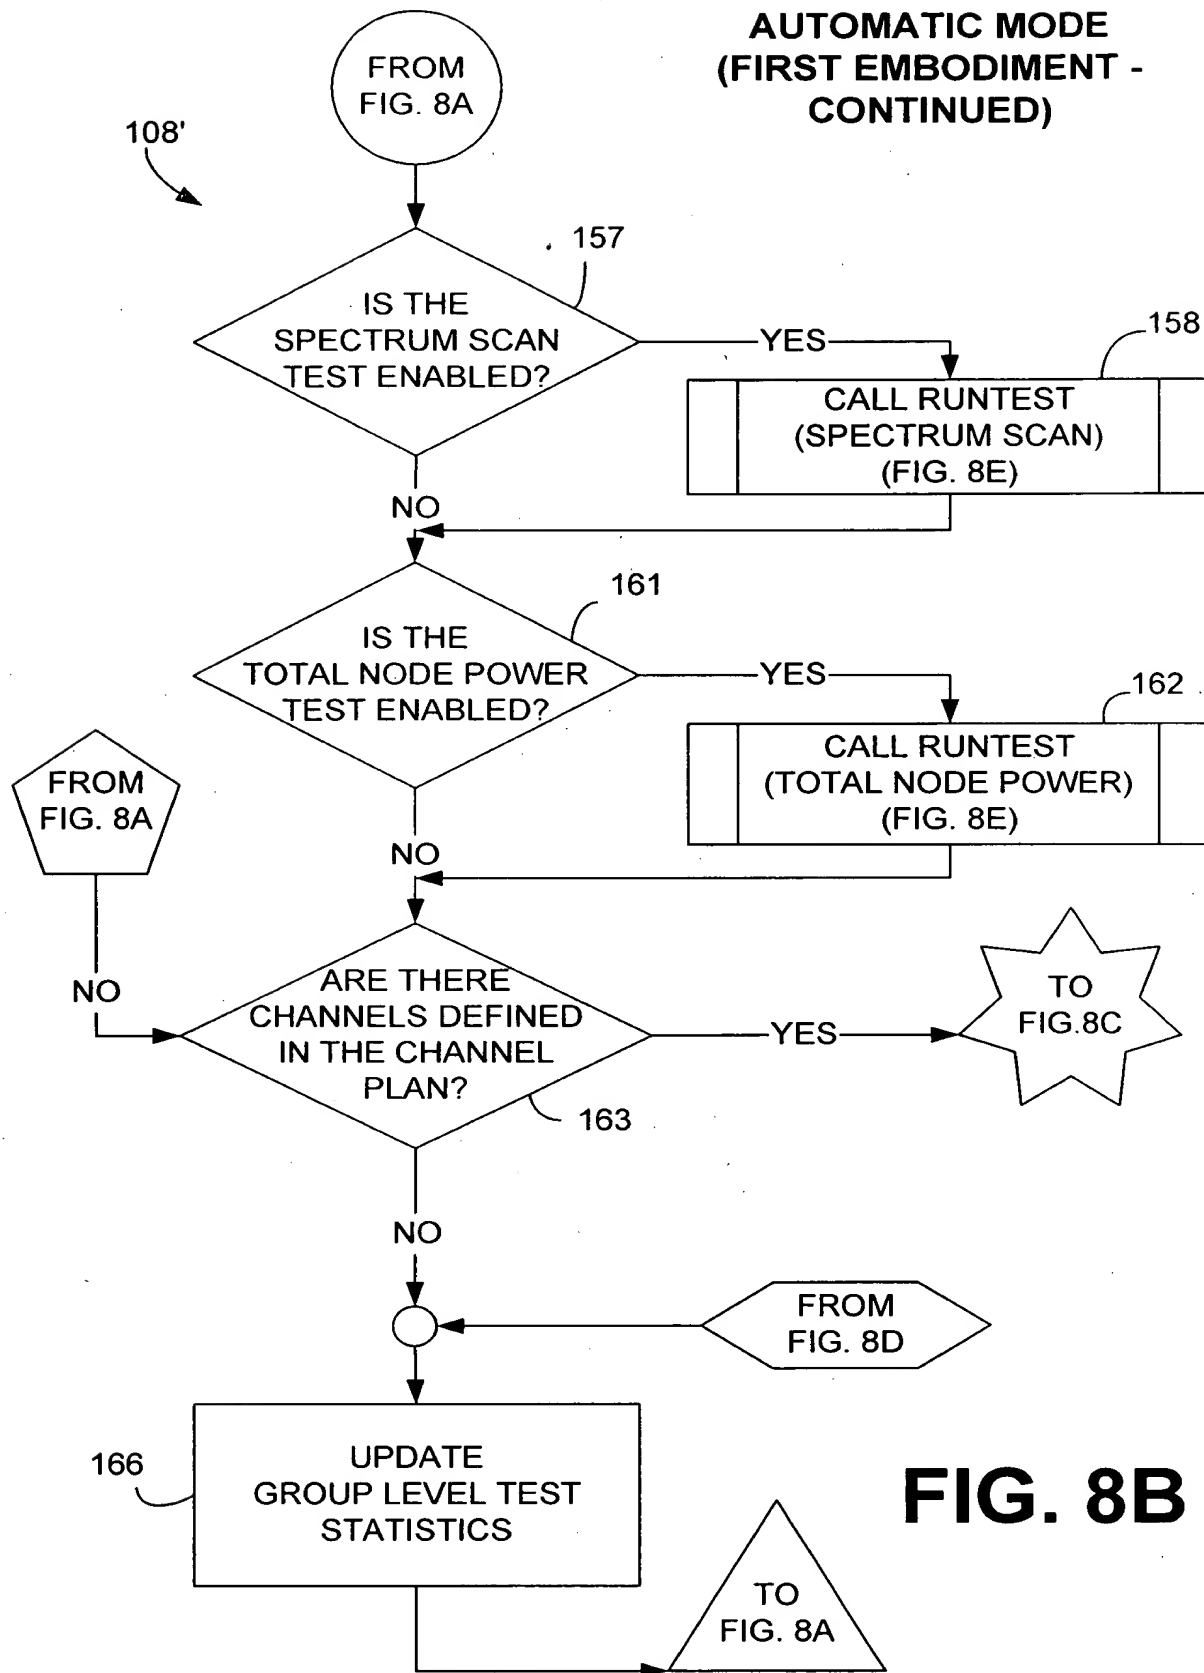 AUTOMATIC MODE
(FIRST EMBODIMENT -
CONTINUED)
FROM
FIG. 8A
108'
157
IS THE
SPECTRUM SCAN
TEST ENABLED?
YES
158
CALL RUNTEST
(SPECTRUM SCAN)
(FIG. 8E)
NO
161
IS THE
TOTAL NODE POWER
TEST ENABLED?
YES
162
CALL RUNTEST
(TOTAL NODE POWER)
(FIG. 8E)
FROM
FIG. 8A
NO
NO
ARE THERE
CHANNELS DEFINED
IN THE CHANNEL
PLAN?
YES
TO
FIG.8C
163
NO
FROM
FIG. 8D
166
UPDATE
GROUP LEVEL TEST
STATISTICS
FIG. 8B
TO
FIG. 8A